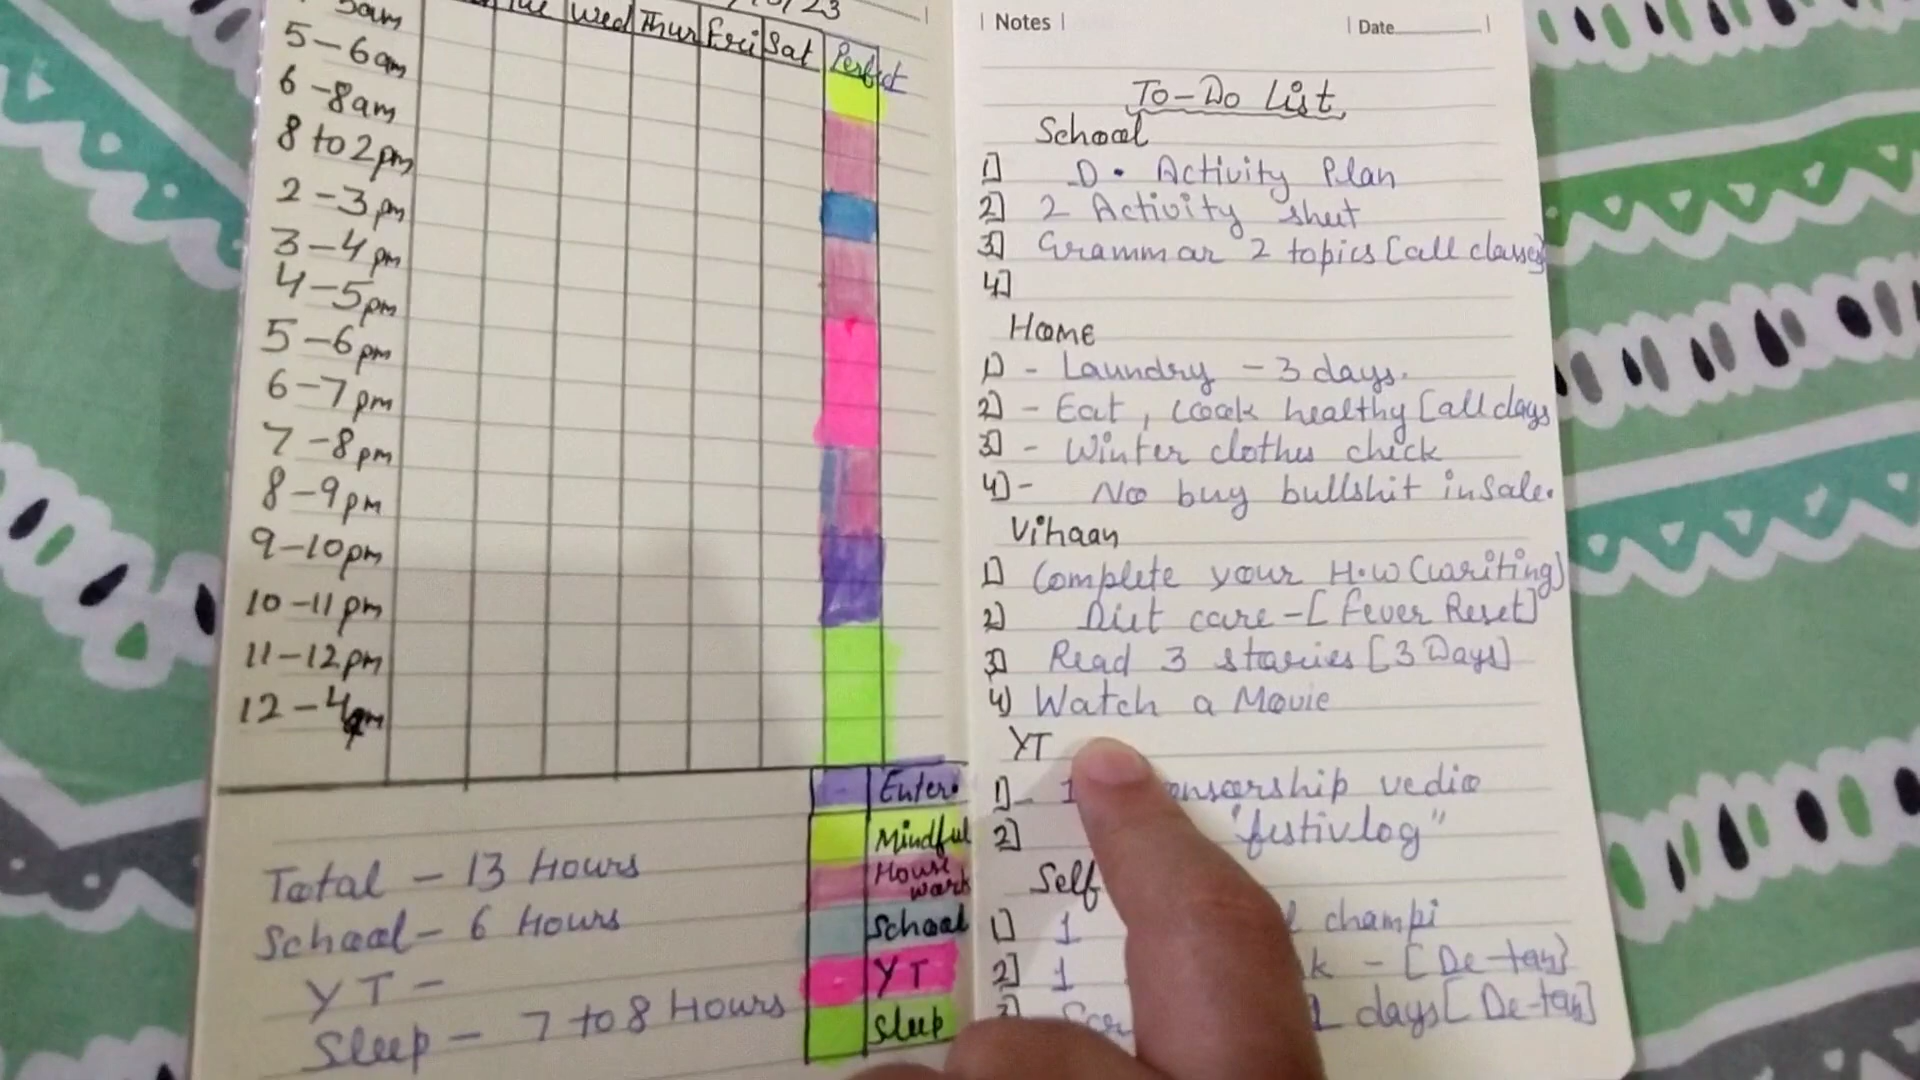 /23
5am
Tue Wed Thur Fri Sat Perfect
5-6am
6-8am
8 to 2pm
2-3pm
3-4pm
4-5pm
5-6pm
6-7pm
7-8pm
8-9pm
9-10pm
10-11pm
11-12pm
12-4am
Enter.
Mindful
House work
School
YT
Sleep
Total - 13 Hours
School- 6 Hours
YT-
Sleep - 7 to 8 Hours
| Notes | | Date |
To-Do List
School
1] D. Activity Plan
2] 2 Activity sheet
3] Grammar 2 topics [all classes]
4]
Home
1) - Laundry - 3 days.
2] - Eat, cook healthy [all days
3] - Winter clothes check
4) - No buy bullshit in sale.
Vihaan
1] Complete your H.W (writing)
2] Diet care - [Fever Reset]
3] Read 3 stories [3 Days]
4) Watch a Movie
YT
1]- 1 onsorship vedio
2] "festivlog"
Self
1] 1 champi
2] 1 k - [De-tan]
3] days [De-tan]